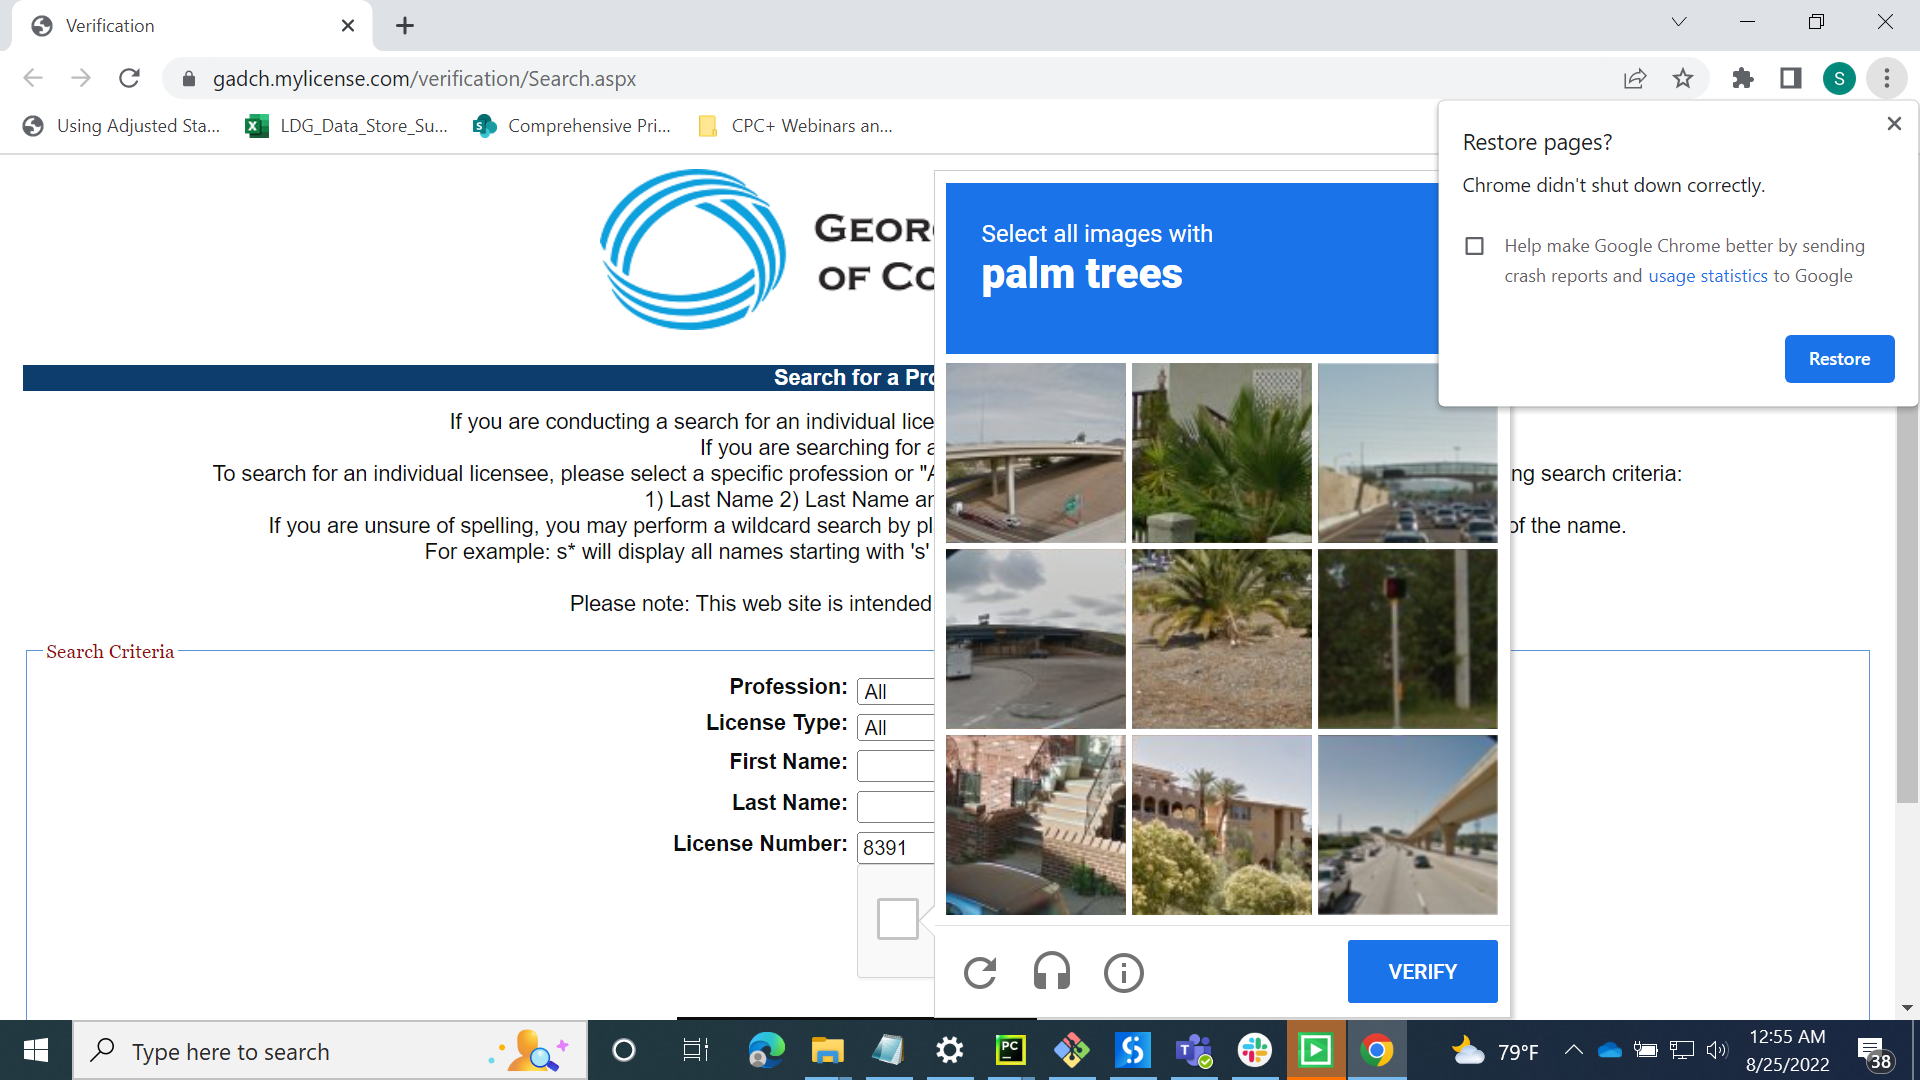 Verification
gadch.mylicense.com/verification/Search.aspx
S
Using Adjusted Sta...
LDG_Data_Store_Su...
Comprehensive Pri...
CPC+ Webinars an...
Restore pages?
Chrome didn't shut down correctly.
Help make Google Chrome better by sending
crash reports and usage statistics to Google
Restore
GEOR
OF CO
Select all images with
palm trees
Search for a Pro
If you are conducting a search for an individual lice
If you are searching for a
To search for an individual licensee, please select a specific profession or "A
ng search criteria:
1) Last Name 2) Last Name an
If you are unsure of spelling, you may perform a wildcard search by pl
of the name.
For example: s* will display all names starting with 's'
Please note: This web site is intended
Search Criteria
Profession: All
License Type: All
First Name:
Last Name:
License Number: 8391
VERIFY
Type here to search
PC
79°F
12:55 AM
8/25/2022
38